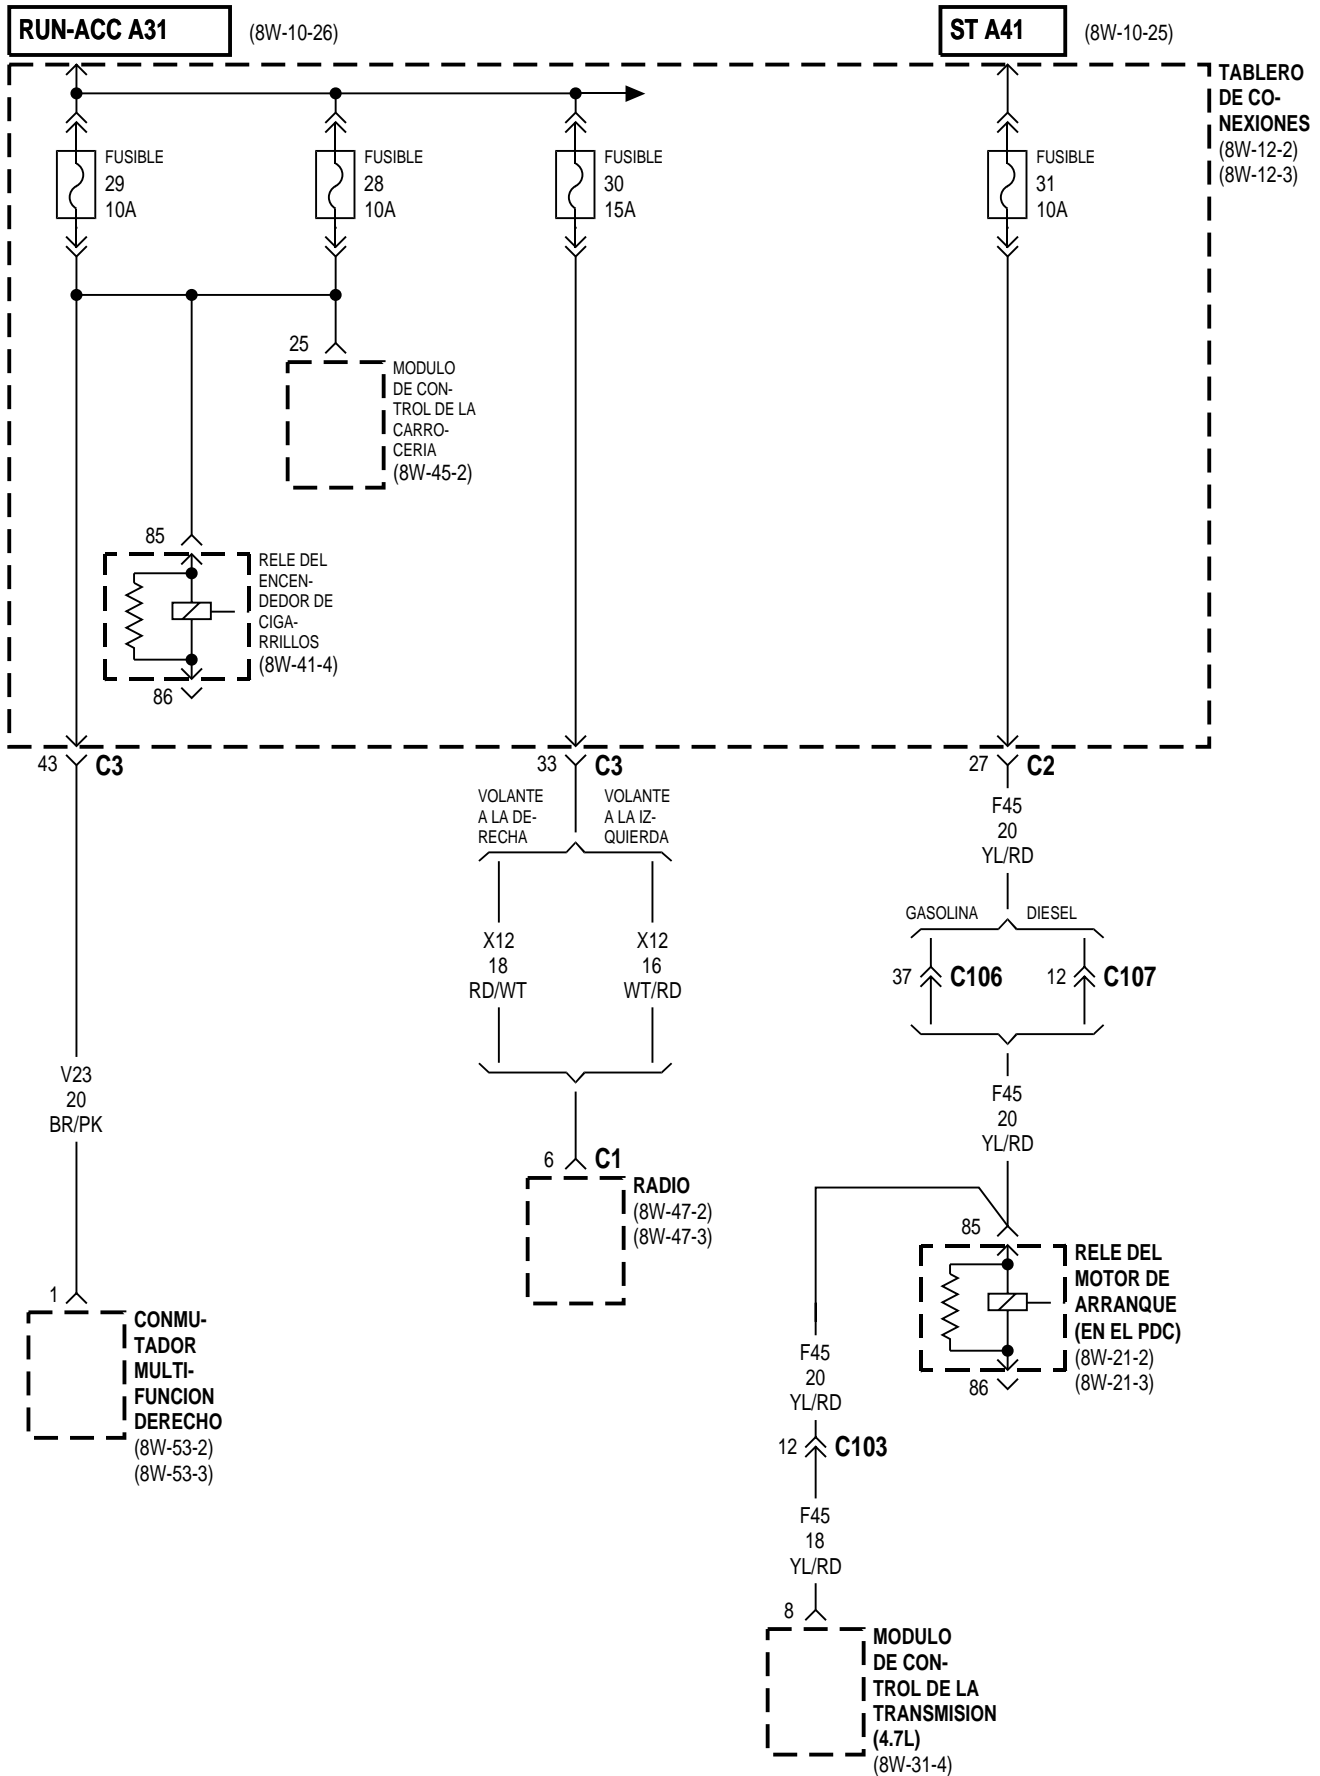 RUN-ACC A31
(8W-10-26)
ST A41
(8W-10-25)
TABLERO
DE CO-
NEXIONES
(8W-12-2)
(8W-12-3)
FUSIBLE
29
10A
FUSIBLE
28
10A
FUSIBLE
30
15A
FUSIBLE
31
10A
25
MODULO
DE CON-
TROL DE LA
CARRO-
CERIA
(8W-45-2)
85
RELE DEL
ENCEN-
DEDOR DE
CIGA-
RRILLOS
(8W-41-4)
86
43
C3
33
C3
27
C2
VOLANTE
A LA DE-
RECHA
VOLANTE
A LA IZ-
QUIERDA
F45
20
YL/RD
GASOLINA
DIESEL
X12
18
RD/WT
X12
16
WT/RD
37
C106
12
C107
V23
20
BR/PK
F45
20
YL/RD
6
C1
RADIO
(8W-47-2)
(8W-47-3)
85
RELE DEL
MOTOR DE
ARRANQUE
(EN EL PDC)
(8W-21-2)
(8W-21-3)
86
1
CONMU-
TADOR
MULTI-
FUNCION
DERECHO
(8W-53-2)
(8W-53-3)
F45
20
YL/RD
12
C103
F45
18
YL/RD
8
MODULO
DE CON-
TROL DE LA
TRANSMISION
(4.7L)
(8W-31-4)